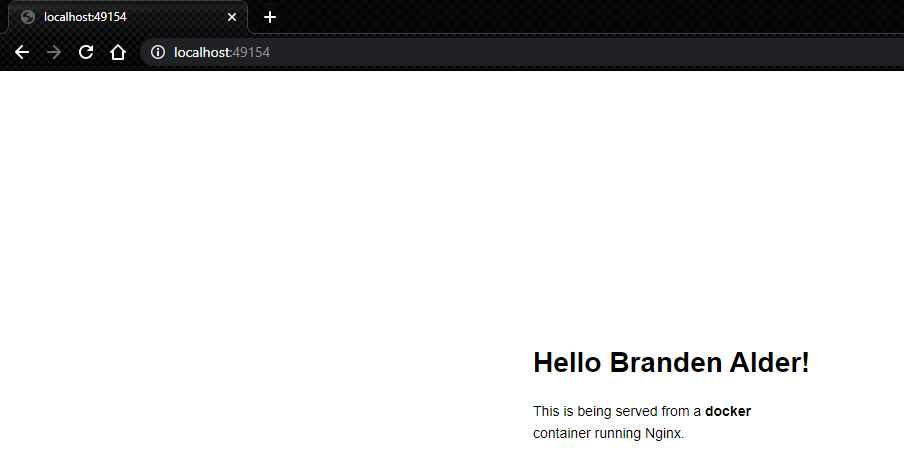 localhost:49154
localhost:49154
Hello Branden Alder!
This is being served from a docker
container running Nginx.